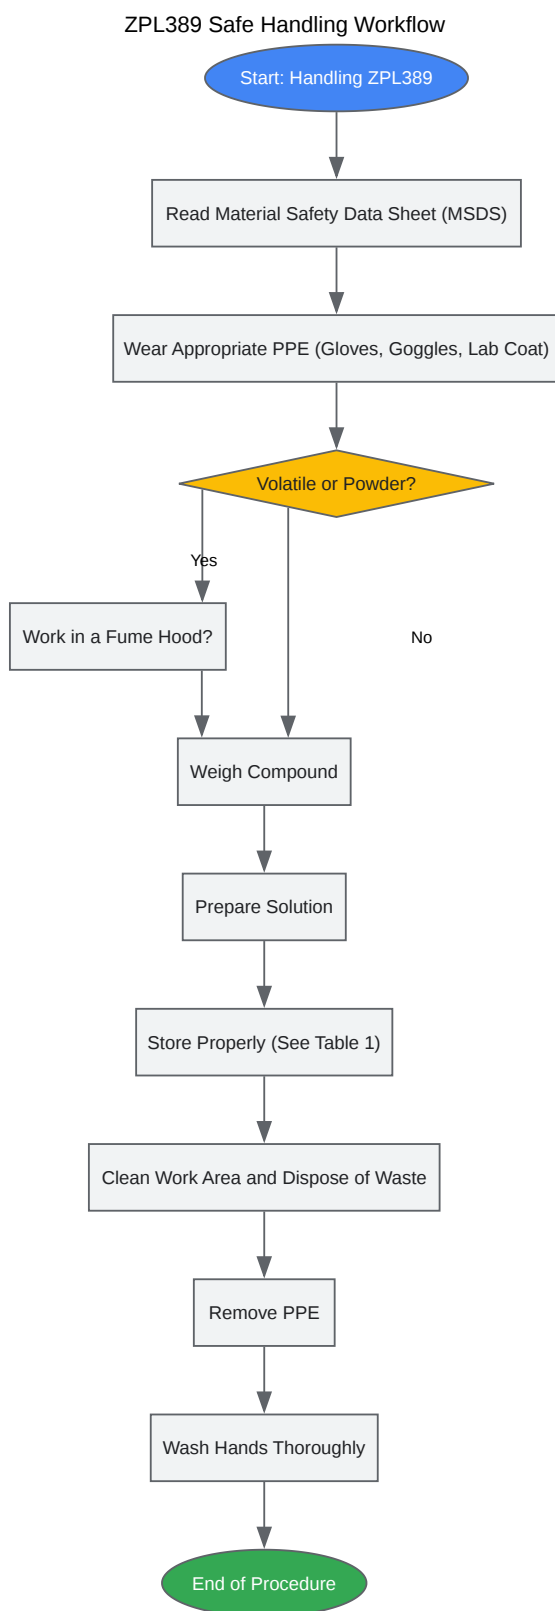 ZPL389 Safe Handling Workflow
Start: Handling ZPL389
Read Material Safety Data Sheet (MSDS)
Wear Appropriate PPE (Gloves, Goggles, Lab Coat)
Volatile or Powder?
Yes
Work in a Fume Hood?
No
Weigh Compound
Prepare Solution
Store Properly (See Table 1)
Clean Work Area and Dispose of Waste
Remove PPE
Wash Hands Thoroughly
End of Procedure